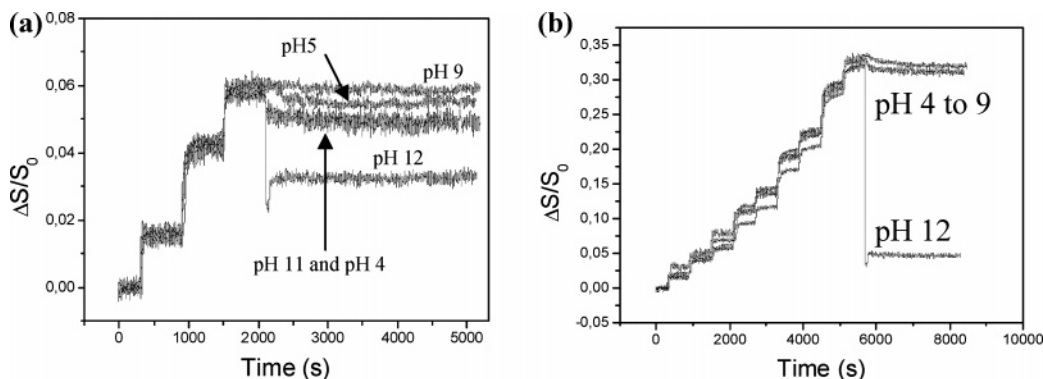 (a)
0,08
0,06
0,04
0,02
0,00
ΔS/S0
pH5
pH 9
pH 12
pH 11 and pH 4
0 1000 2000 3000 4000 5000
Time (s)
(b)
0,35
0,30
0,25
0,20
0,15
0,10
0,05
0,00
-0,05
ΔS/S0
pH 4 to 9
pH 12
0 2000 4000 6000 8000 10000
Time (s)